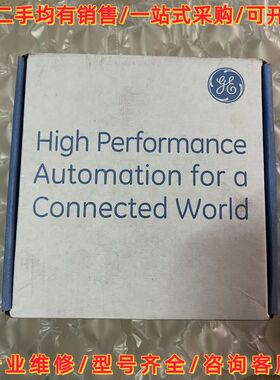 二手均有销售/一站式采购/可开
GE
High Performance
Automation for a
Connected World
业维修/型号齐全/咨询客